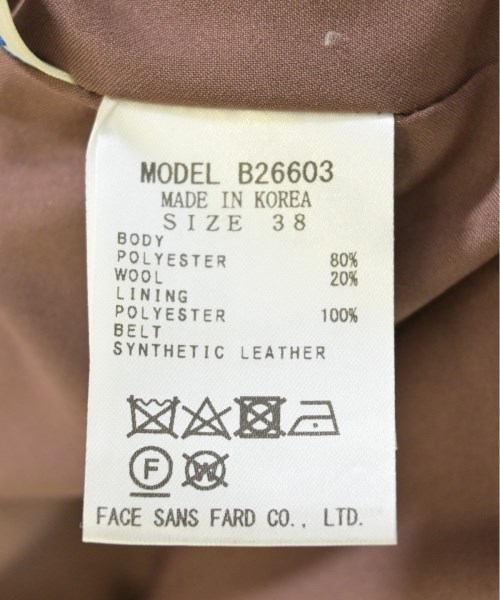 MODEL B26603
MADE IN KOREA
SIZE 38
BODY
POLYESTER 80%
WOOL 20%
LINING
POLYESTER 100%
BELT
SYNTHETIC LEATHER
F W
FACE SANS FARD CO., LTD.